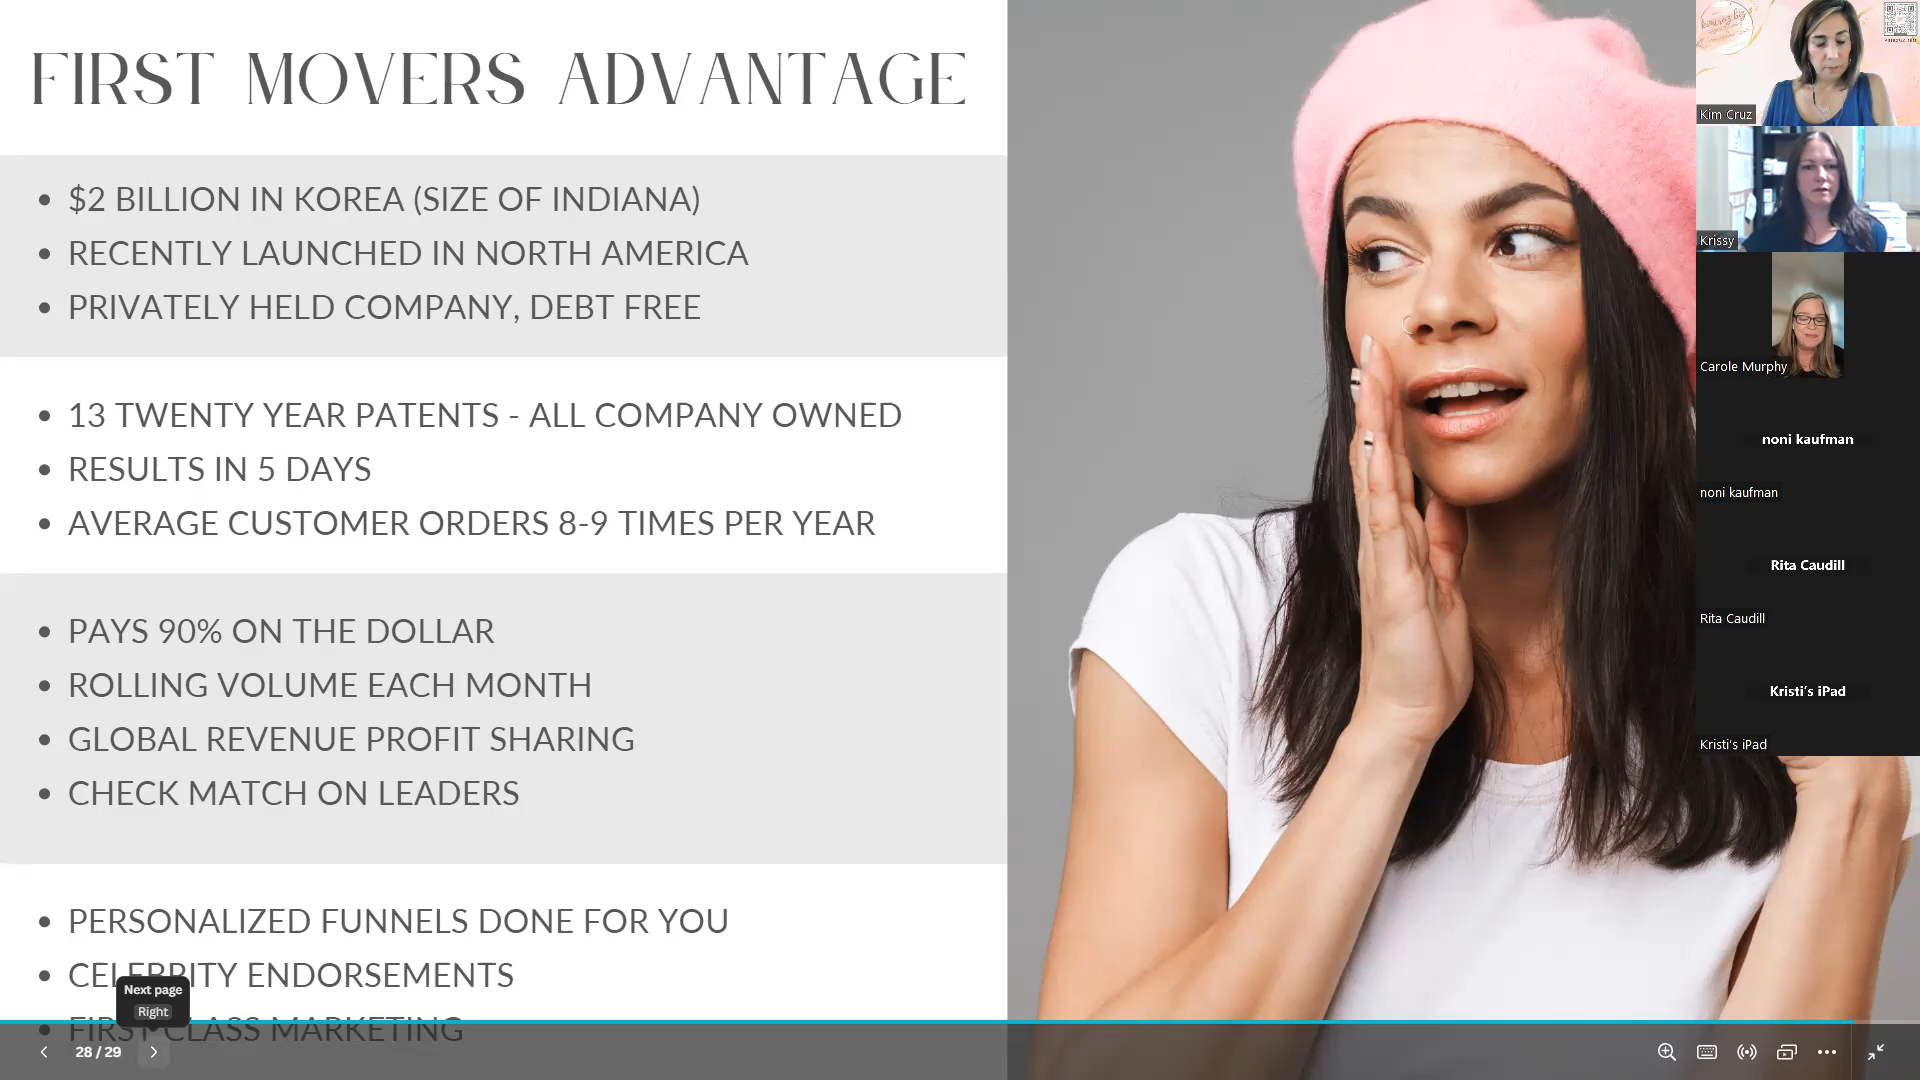 FIRST MOVERS ADVANTAGE
• $2 BILLION IN KOREA (SIZE OF INDIANA)
• RECENTLY LAUNCHED IN NORTH AMERICA
• PRIVATELY HELD COMPANY, DEBT FREE
• 13 TWENTY YEAR PATENTS - ALL COMPANY OWNED
• RESULTS IN 5 DAYS
• AVERAGE CUSTOMER ORDERS 8-9 TIMES PER YEAR
• PAYS 90% ON THE DOLLAR
• ROLLING VOLUME EACH MONTH
• GLOBAL REVENUE PROFIT SHARING
• CHECK MATCH ON LEADERS
• PERSONALIZED FUNNELS DONE FOR YOU
• CELEBRITY ENDORSEMENTS
• FIRST CLASS MARKETING
Next page
Right
28 / 29
Kim Cruz
Krissy
Carole Murphy
noni kaufman
noni kaufman
Rita Caudill
Rita Caudill
Kristi's iPad
Kristi's iPad